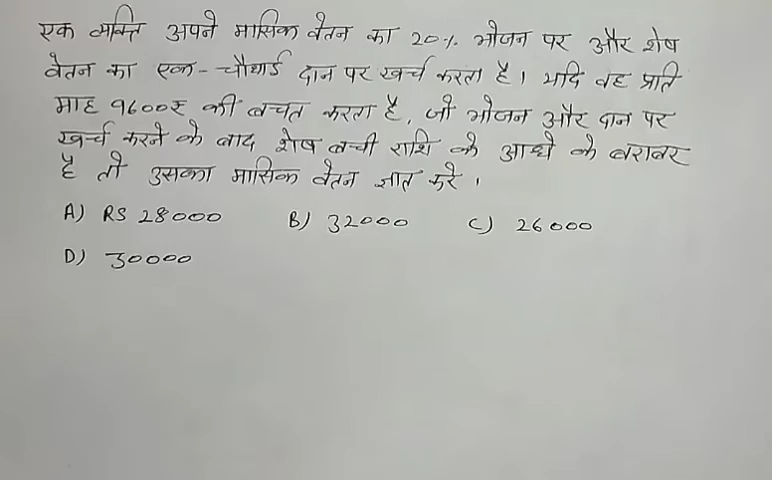 एक व्यक्ति अपने मासिक वेतन का 20% भोजन पर और शेष
वेतन का एक-चौथाई दान पर खर्च करता है। यदि वह प्रति
माह 9600₹ की बचत करता है, जो भोजन और दान पर
खर्च करने के बाद शेष बची राशि के आधे के बराबर
है तो उसका मासिक वेतन ज्ञात करे।
A) RS 28000 B) 32000 C) 26000
D) 30000